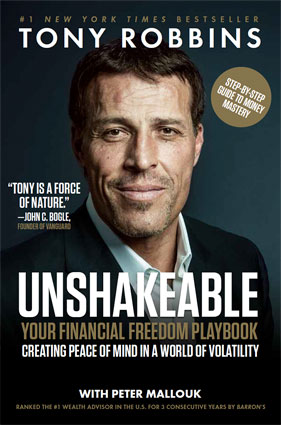 #1 NEW YORK TIMES BESTSELLER
TONY ROBBINS
STEP-BY-STEP
GUIDE TO MONEY
MASTERY
“TONY IS A FORCE
OF NATURE.”
—JOHN C. BOGLE,
FOUNDER OF VANGUARD
UNSHAKEABLE
YOUR FINANCIAL FREEDOM PLAYBOOK
CREATING PEACE OF MIND IN A WORLD OF VOLATILITY
WITH PETER MALLOUK
RANKED THE #1 WEALTH ADVISOR IN THE U.S. FOR 3 CONSECUTIVE YEARS BY BARRON'S